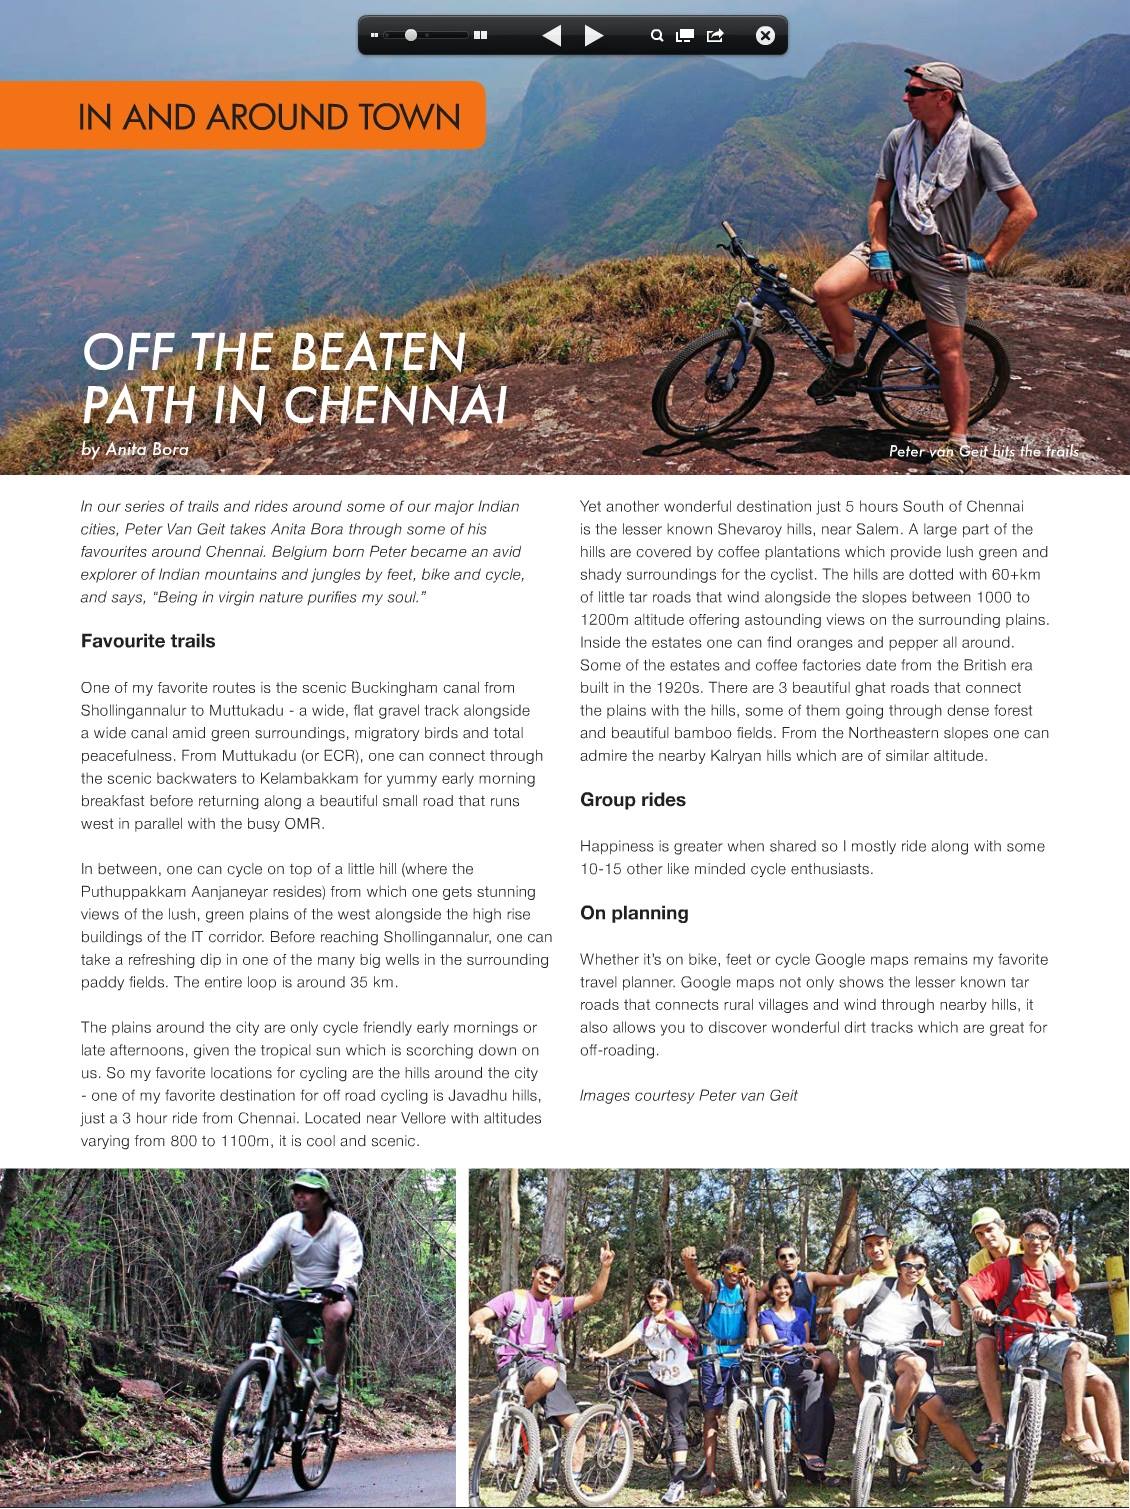 IN AND AROUND TOWN
OFF THE BEATEN
PATH IN CHENNAI
by Anita Bora
Peter van Geit hits the trails
In our series of trails and rides around some of our major Indian
cities, Peter Van Geit takes Anita Bora through some of his
favourites around Chennai. Belgium born Peter became an avid
explorer of Indian mountains and jungles by feet, bike and cycle,
and says, “Being in virgin nature purifies my soul.”
Favourite trails
One of my favorite routes is the scenic Buckingham canal from
Shollingannalur to Muttukadu - a wide, flat gravel track alongside
a wide canal amid green surroundings, migratory birds and total
peacefulness. From Muttukadu (or ECR), one can connect through
the scenic backwaters to Kelambakkam for yummy early morning
breakfast before returning along a beautiful small road that runs
west in parallel with the busy OMR.
In between, one can cycle on top of a little hill (where the
Puthuppakkam Aanjaneyar resides) from which one gets stunning
views of the lush, green plains of the west alongside the high rise
buildings of the IT corridor. Before reaching Shollingannalur, one can
take a refreshing dip in one of the many big wells in the surrounding
paddy fields. The entire loop is around 35 km.
The plains around the city are only cycle friendly early mornings or
late afternoons, given the tropical sun which is scorching down on
us. So my favorite locations for cycling are the hills around the city
- one of my favorite destination for off road cycling is Javadhu hills,
just a 3 hour ride from Chennai. Located near Vellore with altitudes
varying from 800 to 1100m, it is cool and scenic.
Yet another wonderful destination just 5 hours South of Chennai
is the lesser known Shevaroy hills, near Salem. A large part of the
hills are covered by coffee plantations which provide lush green and
shady surroundings for the cyclist. The hills are dotted with 60+km
of little tar roads that wind alongside the slopes between 1000 to
1200m altitude offering astounding views on the surrounding plains.
Inside the estates one can find oranges and pepper all around.
Some of the estates and coffee factories date from the British era
built in the 1920s. There are 3 beautiful ghat roads that connect
the plains with the hills, some of them going through dense forest
and beautiful bamboo fields. From the Northeastern slopes one can
admire the nearby Kalryan hills which are of similar altitude.
Group rides
Happiness is greater when shared so I mostly ride along with some
10-15 other like minded cycle enthusiasts.
On planning
Whether it’s on bike, feet or cycle Google maps remains my favorite
travel planner. Google maps not only shows the lesser known tar
roads that connects rural villages and wind through nearby hills, it
also allows you to discover wonderful dirt tracks which are great for
off-roading.
Images courtesy Peter van Geit